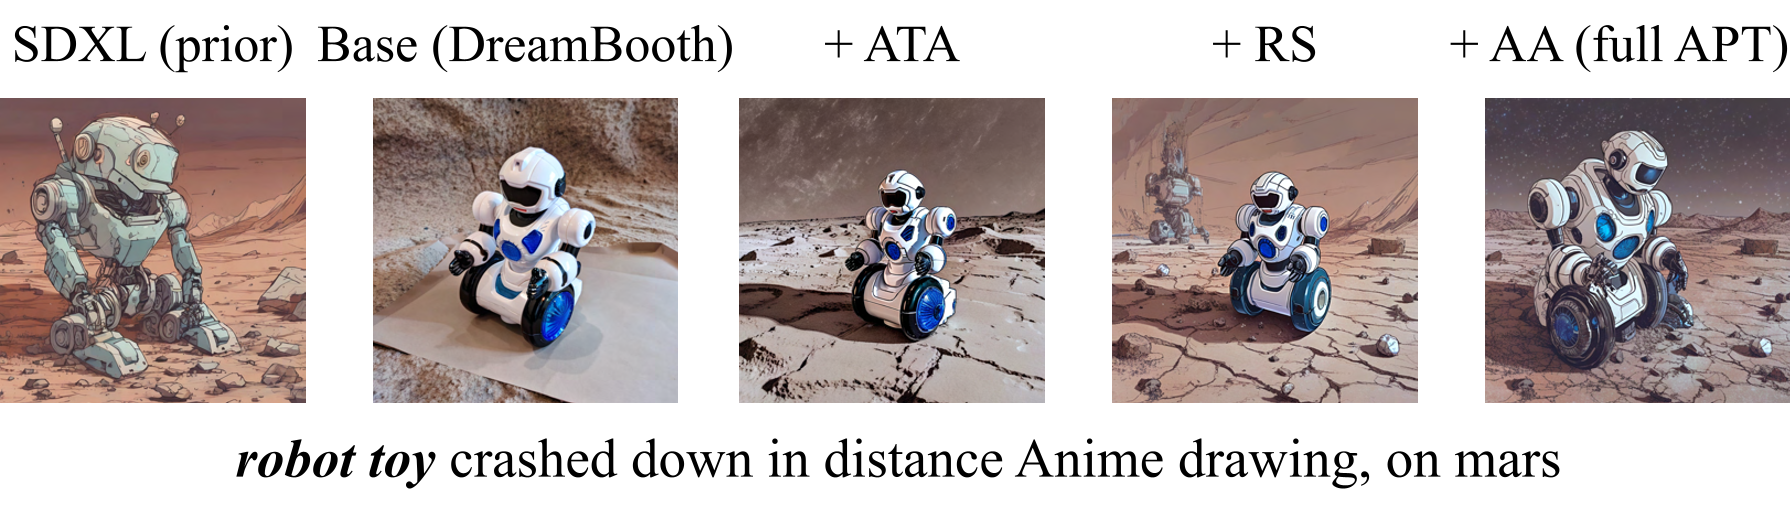 SDXL (prior) Base (DreamBooth) + ATA + RS + AA (full APT)
robot toy crashed down in distance Anime drawing, on mars